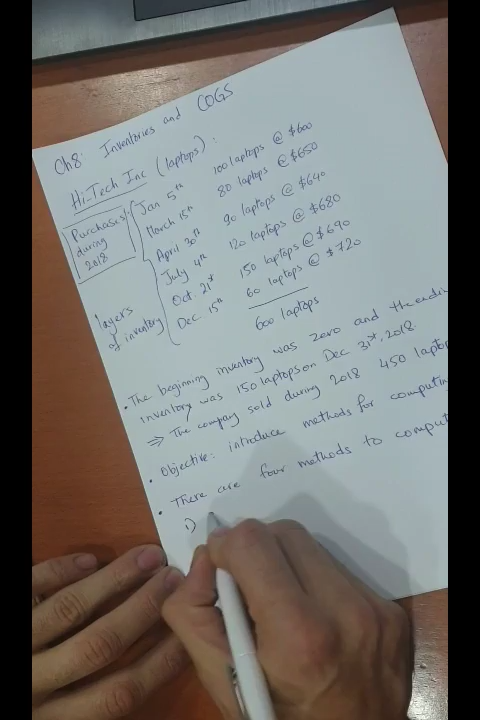 Ch8: Inventories and COGS
Hi-Tech Inc (laptops):
Purchases during 2018
Jan 5th 100 laptops @ $600
March 15th 80 laptops @ $650
April 30th 90 laptops @ $640
July 4th 120 laptops @ $680
Oct. 21st 150 laptops @ $690
Dec. 15th 60 laptops @ $720
600 laptops
layers of inventory
• The beginning inventory was zero and the endi
inventory was 150 laptops on Dec 31st, 2018.
⇒ The company sold during 2018 450 laptop
• Objective: introduce methods for computin
• There are four methods to comput
1)